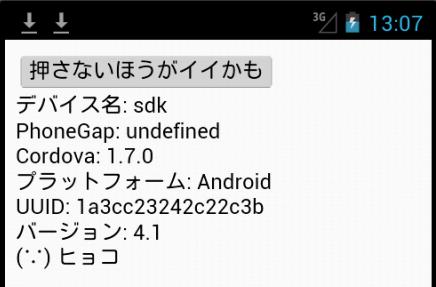 3G 13:07
押さないほうがイイかも
デバイス名: sdk
PhoneGap: undefined
Cordova: 1.7.0
プラットフォーム: Android
UUID: 1a3cc23242c22c3b
バージョン: 4.1
(∵) ヒョコ